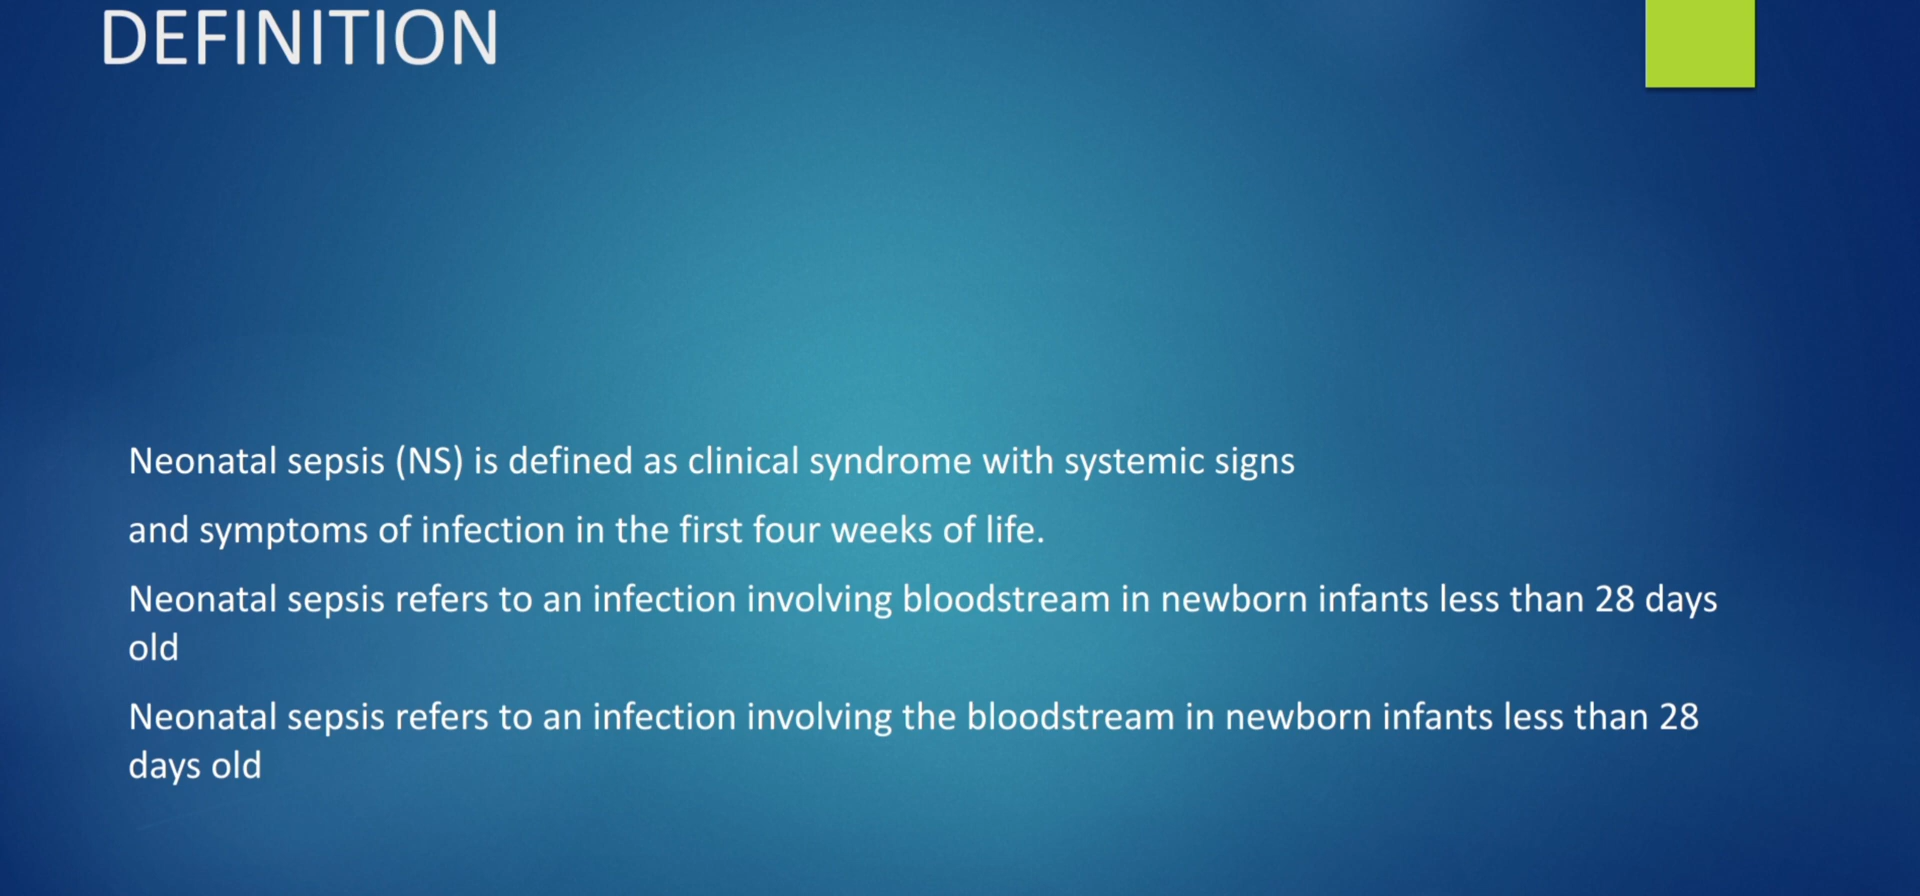 DEFINITION
Neonatal sepsis (NS) is defined as clinical syndrome with systemic signs
and symptoms of infection in the first four weeks of life.
Neonatal sepsis refers to an infection involving bloodstream in newborn infants less than 28 days
old
Neonatal sepsis refers to an infection involving the bloodstream in newborn infants less than 28
days old